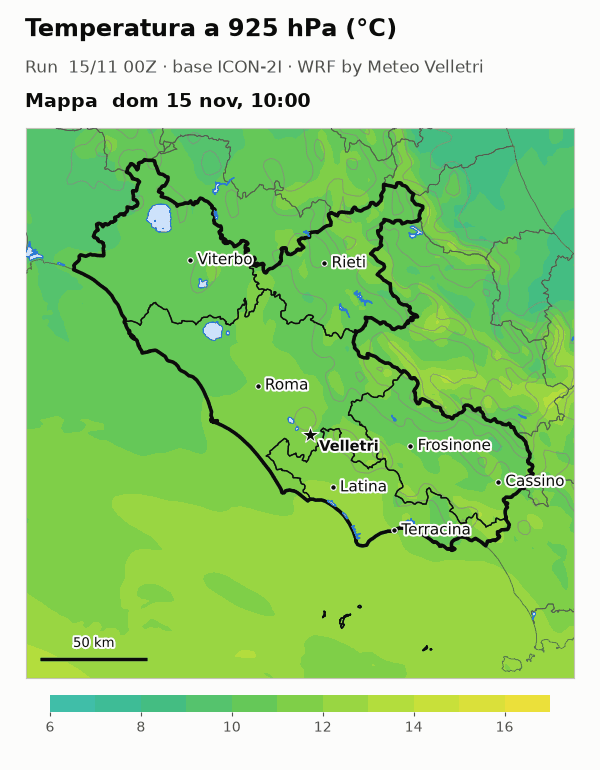 Temperatura a 925 hPa (°C)
Run  15/11 00Z · base ICON-2I · WRF by Meteo Velletri
Mappa  dom 15 nov, 10:00
Viterbo
Rieti
Roma
Velletri
Frosinone
Cassino
Latina
Terracina
50 km
6 8 10 12 14 16